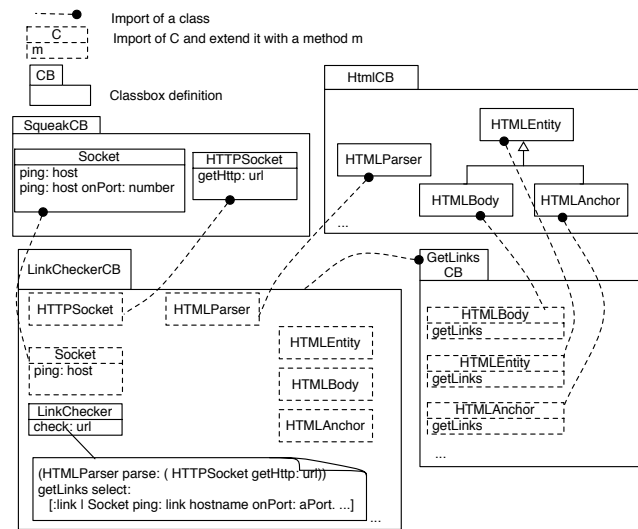 Import of a class
C
m
Import of C and extend it with a method m
CB
Classbox definition
SqueakCB
Socket
ping: host
ping: host onPort: number
HTTPSocket
getHttp: url
HtmlCB
HTMLEntity
HTMLParser
HTMLBody
HTMLAnchor
...
LinkCheckerCB
HTTPSocket
HTMLParser
Socket
ping: host
HTMLEntity
HTMLBody
HTMLAnchor
LinkChecker
check: url
(HTMLParser parse: ( HTTPSocket getHttp: url))
getLinks select:
[:link | Socket ping: link hostname onPort: aPort. ...]
...
GetLinks
CB
HTMLBody
getLinks
HTMLEntity
getLinks
HTMLAnchor
getLinks
...